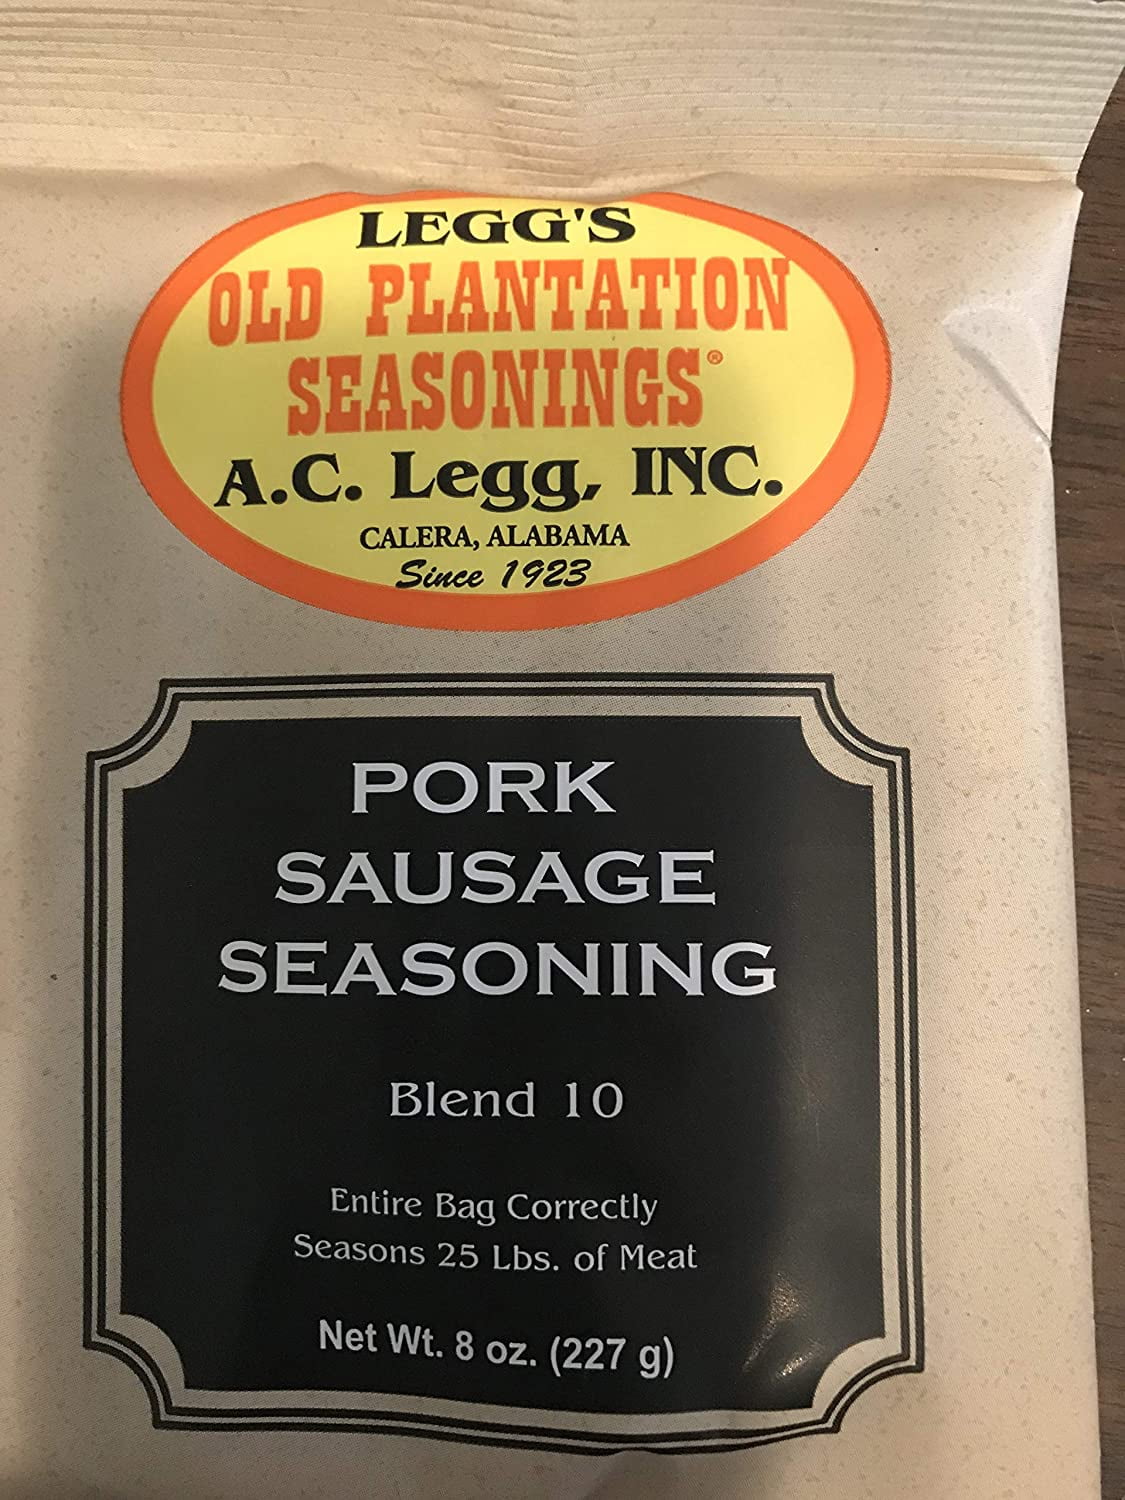 LEGG'S
OLD PLANTATION
SEASONINGS®
A.C. Legg, INC.
CALERA, ALABAMA
Since 1923
PORK
SAUSAGE
SEASONING
Blend 10
Entire Bag Correctly
Seasons 25 Lbs. of Meat
Net Wt. 8 oz. (227 g)